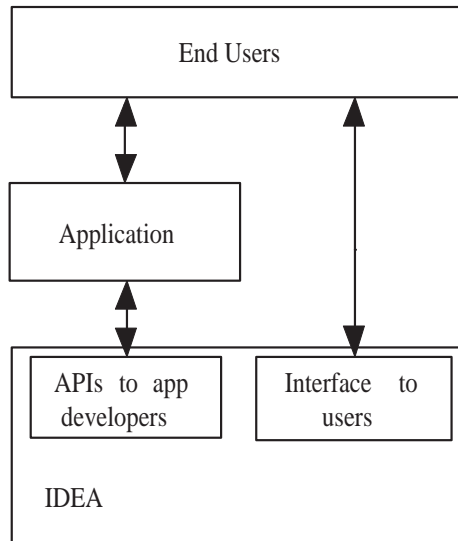 End Users
Application
APIs to app
developers
Interface to
users
IDEA